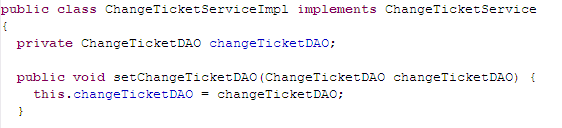 public class ChangeTicketServiceImpl implements ChangeTicketService
{
  private ChangeTicketDAO changeTicketDAO;
  public void setChangeTicketDAO(ChangeTicketDAO changeTicketDAO) {
    this.changeTicketDAO = changeTicketDAO;
  }